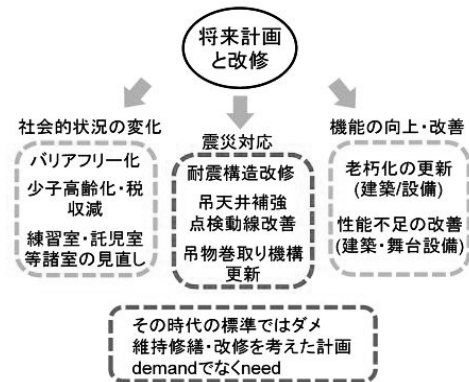 将来計画
と改修
社会的状況の変化
バリアフリー化
少子高齢化・税
収減
練習室・託児室
等諸室の見直し
震災対応
耐震構造改修
吊天井補強
点検動線改善
吊物巻取り機構
更新
機能の向上・改善
老朽化の更新
(建築/設備)
性能不足の改善
(建築・舞台設備)
その時代の標準ではダメ
維持修繕・改修を考えた計画
demandでなくneed